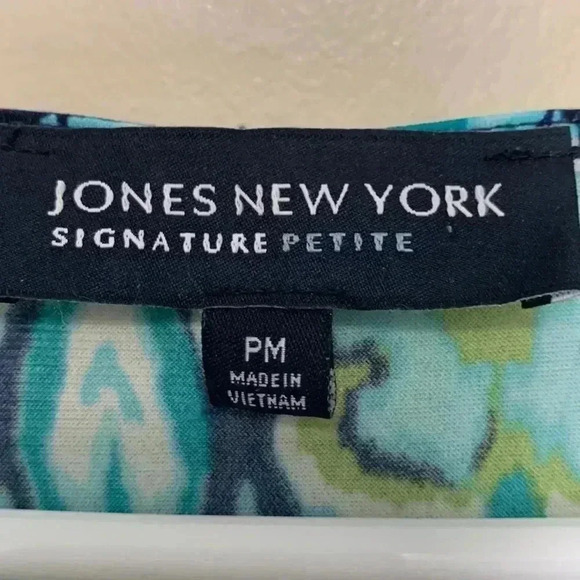 JONES NEW YORK
SIGNATURE PETITE
PM
MADE IN
VIETNAM